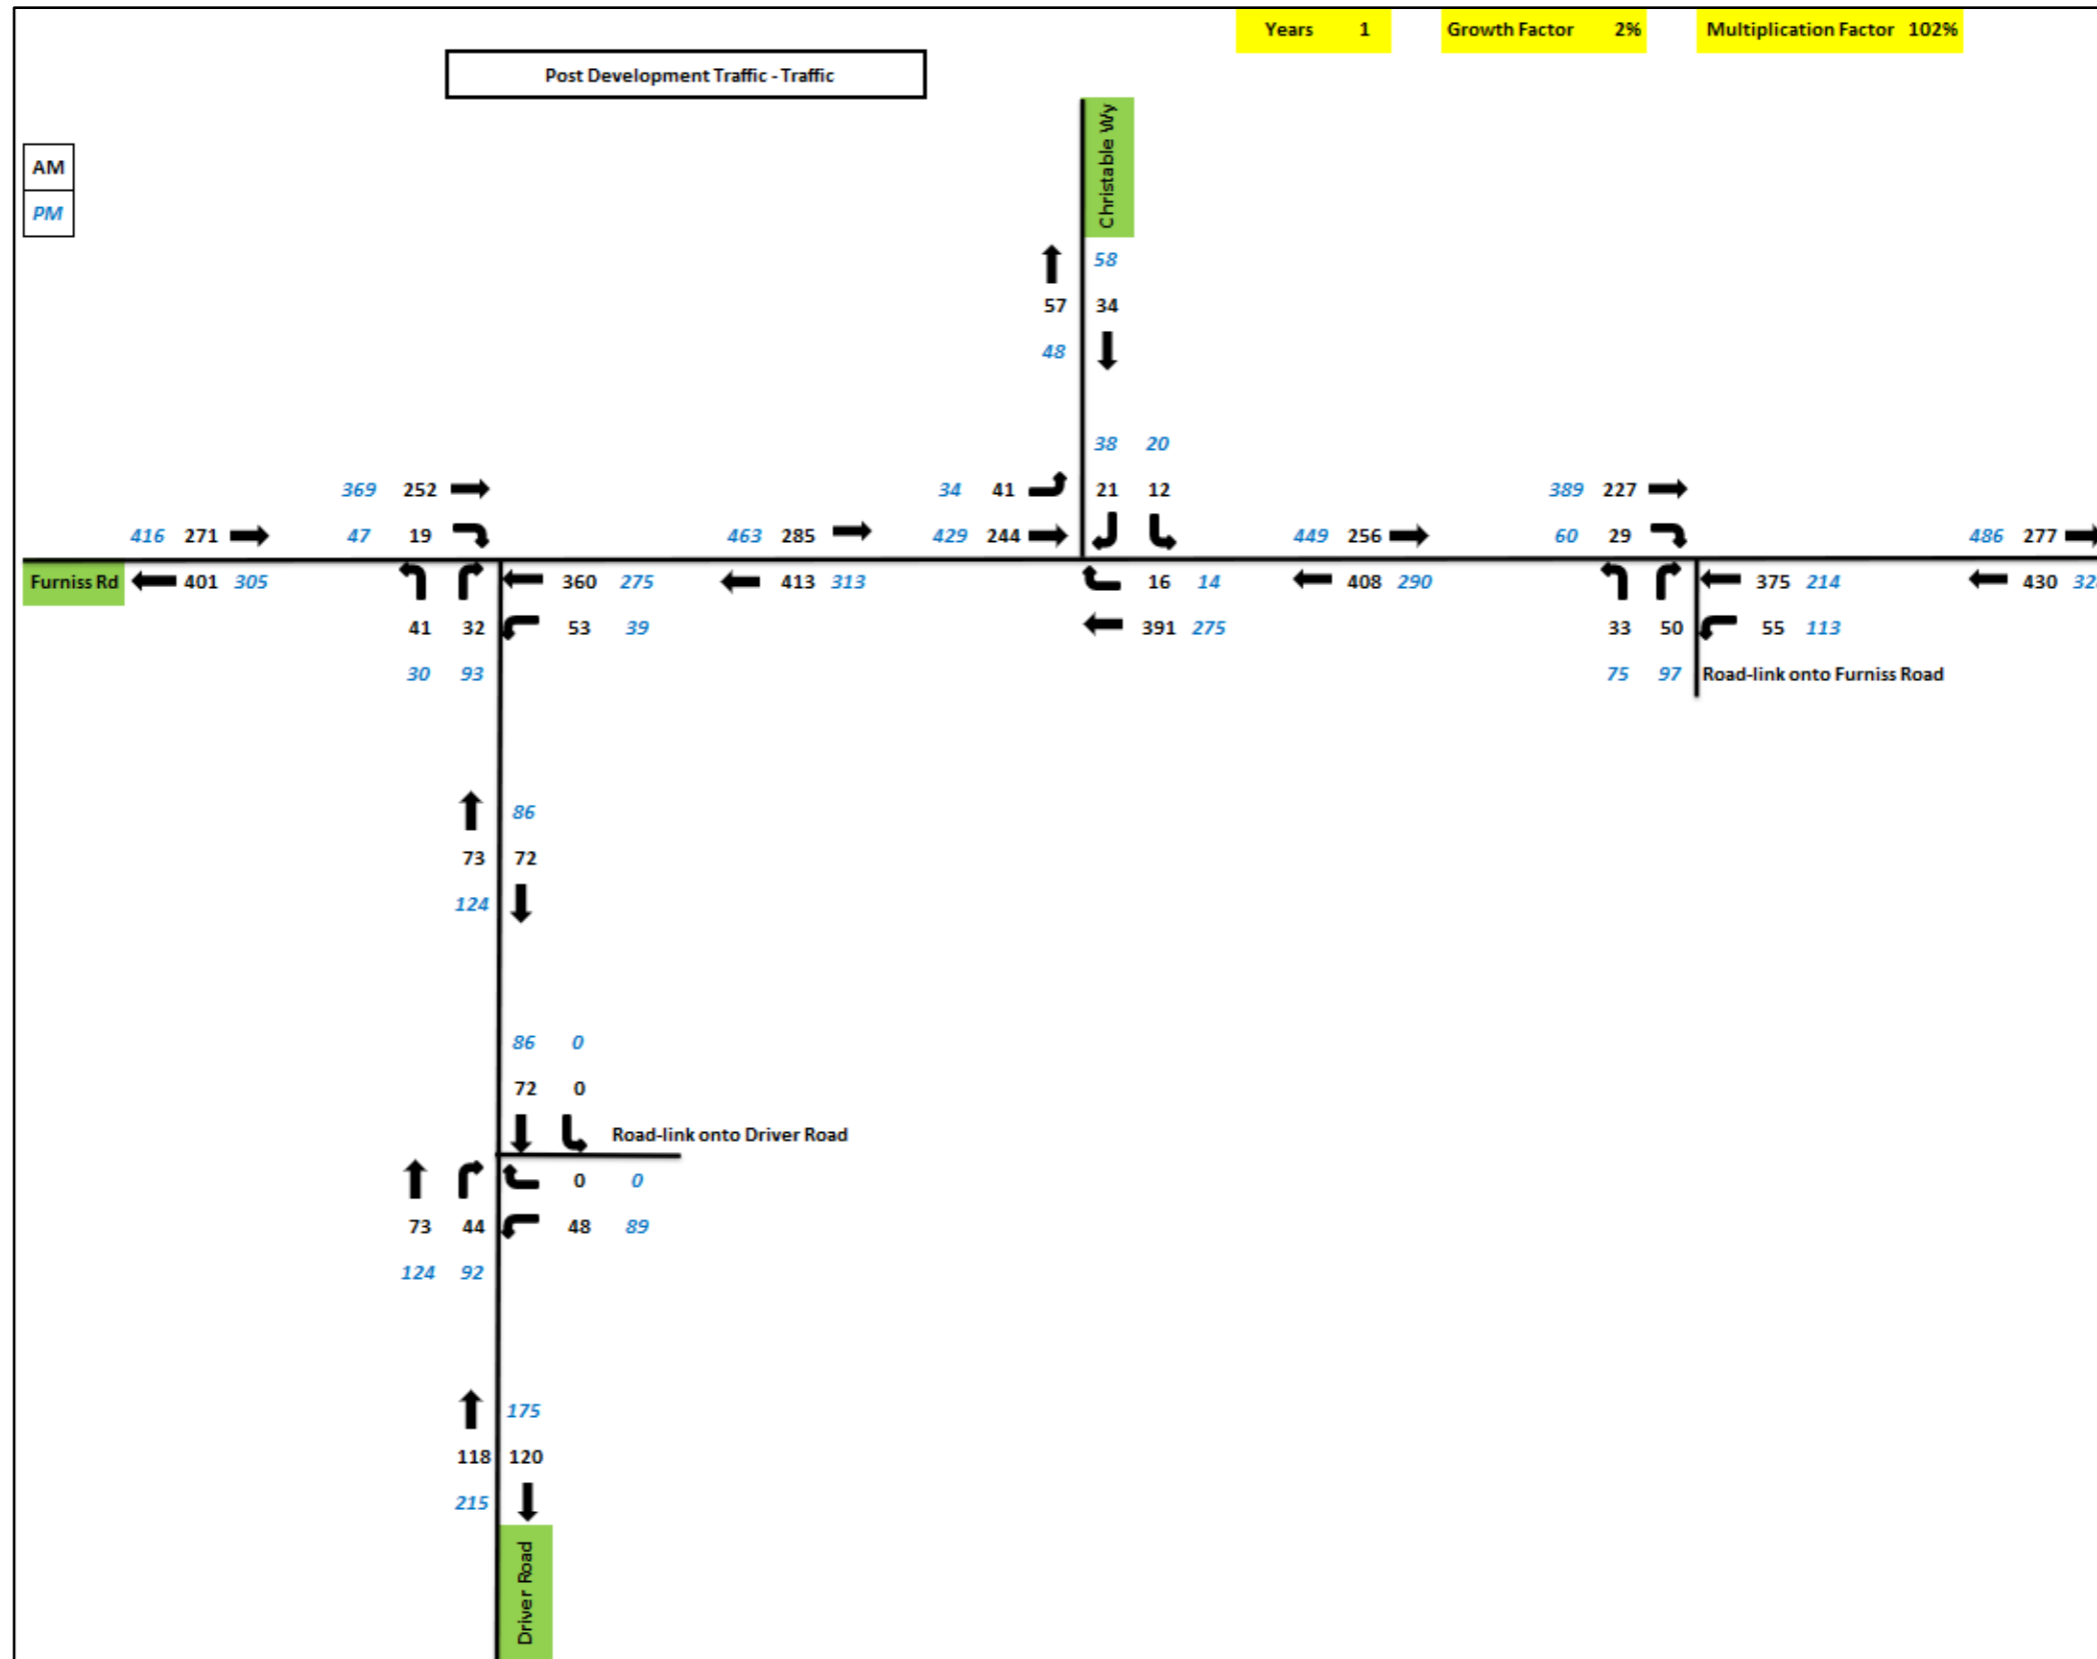 Years 1 Growth Factor 2% Multiplication Factor 102%
Post Development Traffic - Traffic
Christable Wy
AM
PM
58
57 34
48
38 20
369 252 34 41 21 12 389 227
416 271 47 19 463 285 429 244 449 256 60 29 486 277
Furniss Rd 401 305 360 275 413 313 16 14 408 290 375 214 430
41 32 53 39 391 275 33 50 55 113
30 93 75 97 Road-link onto Furniss Road
86
73 72
124
86 0
72 0
Road-link onto Driver Road
0 0
73 44 48 89
124 92
175
118 120
215
Driver Road